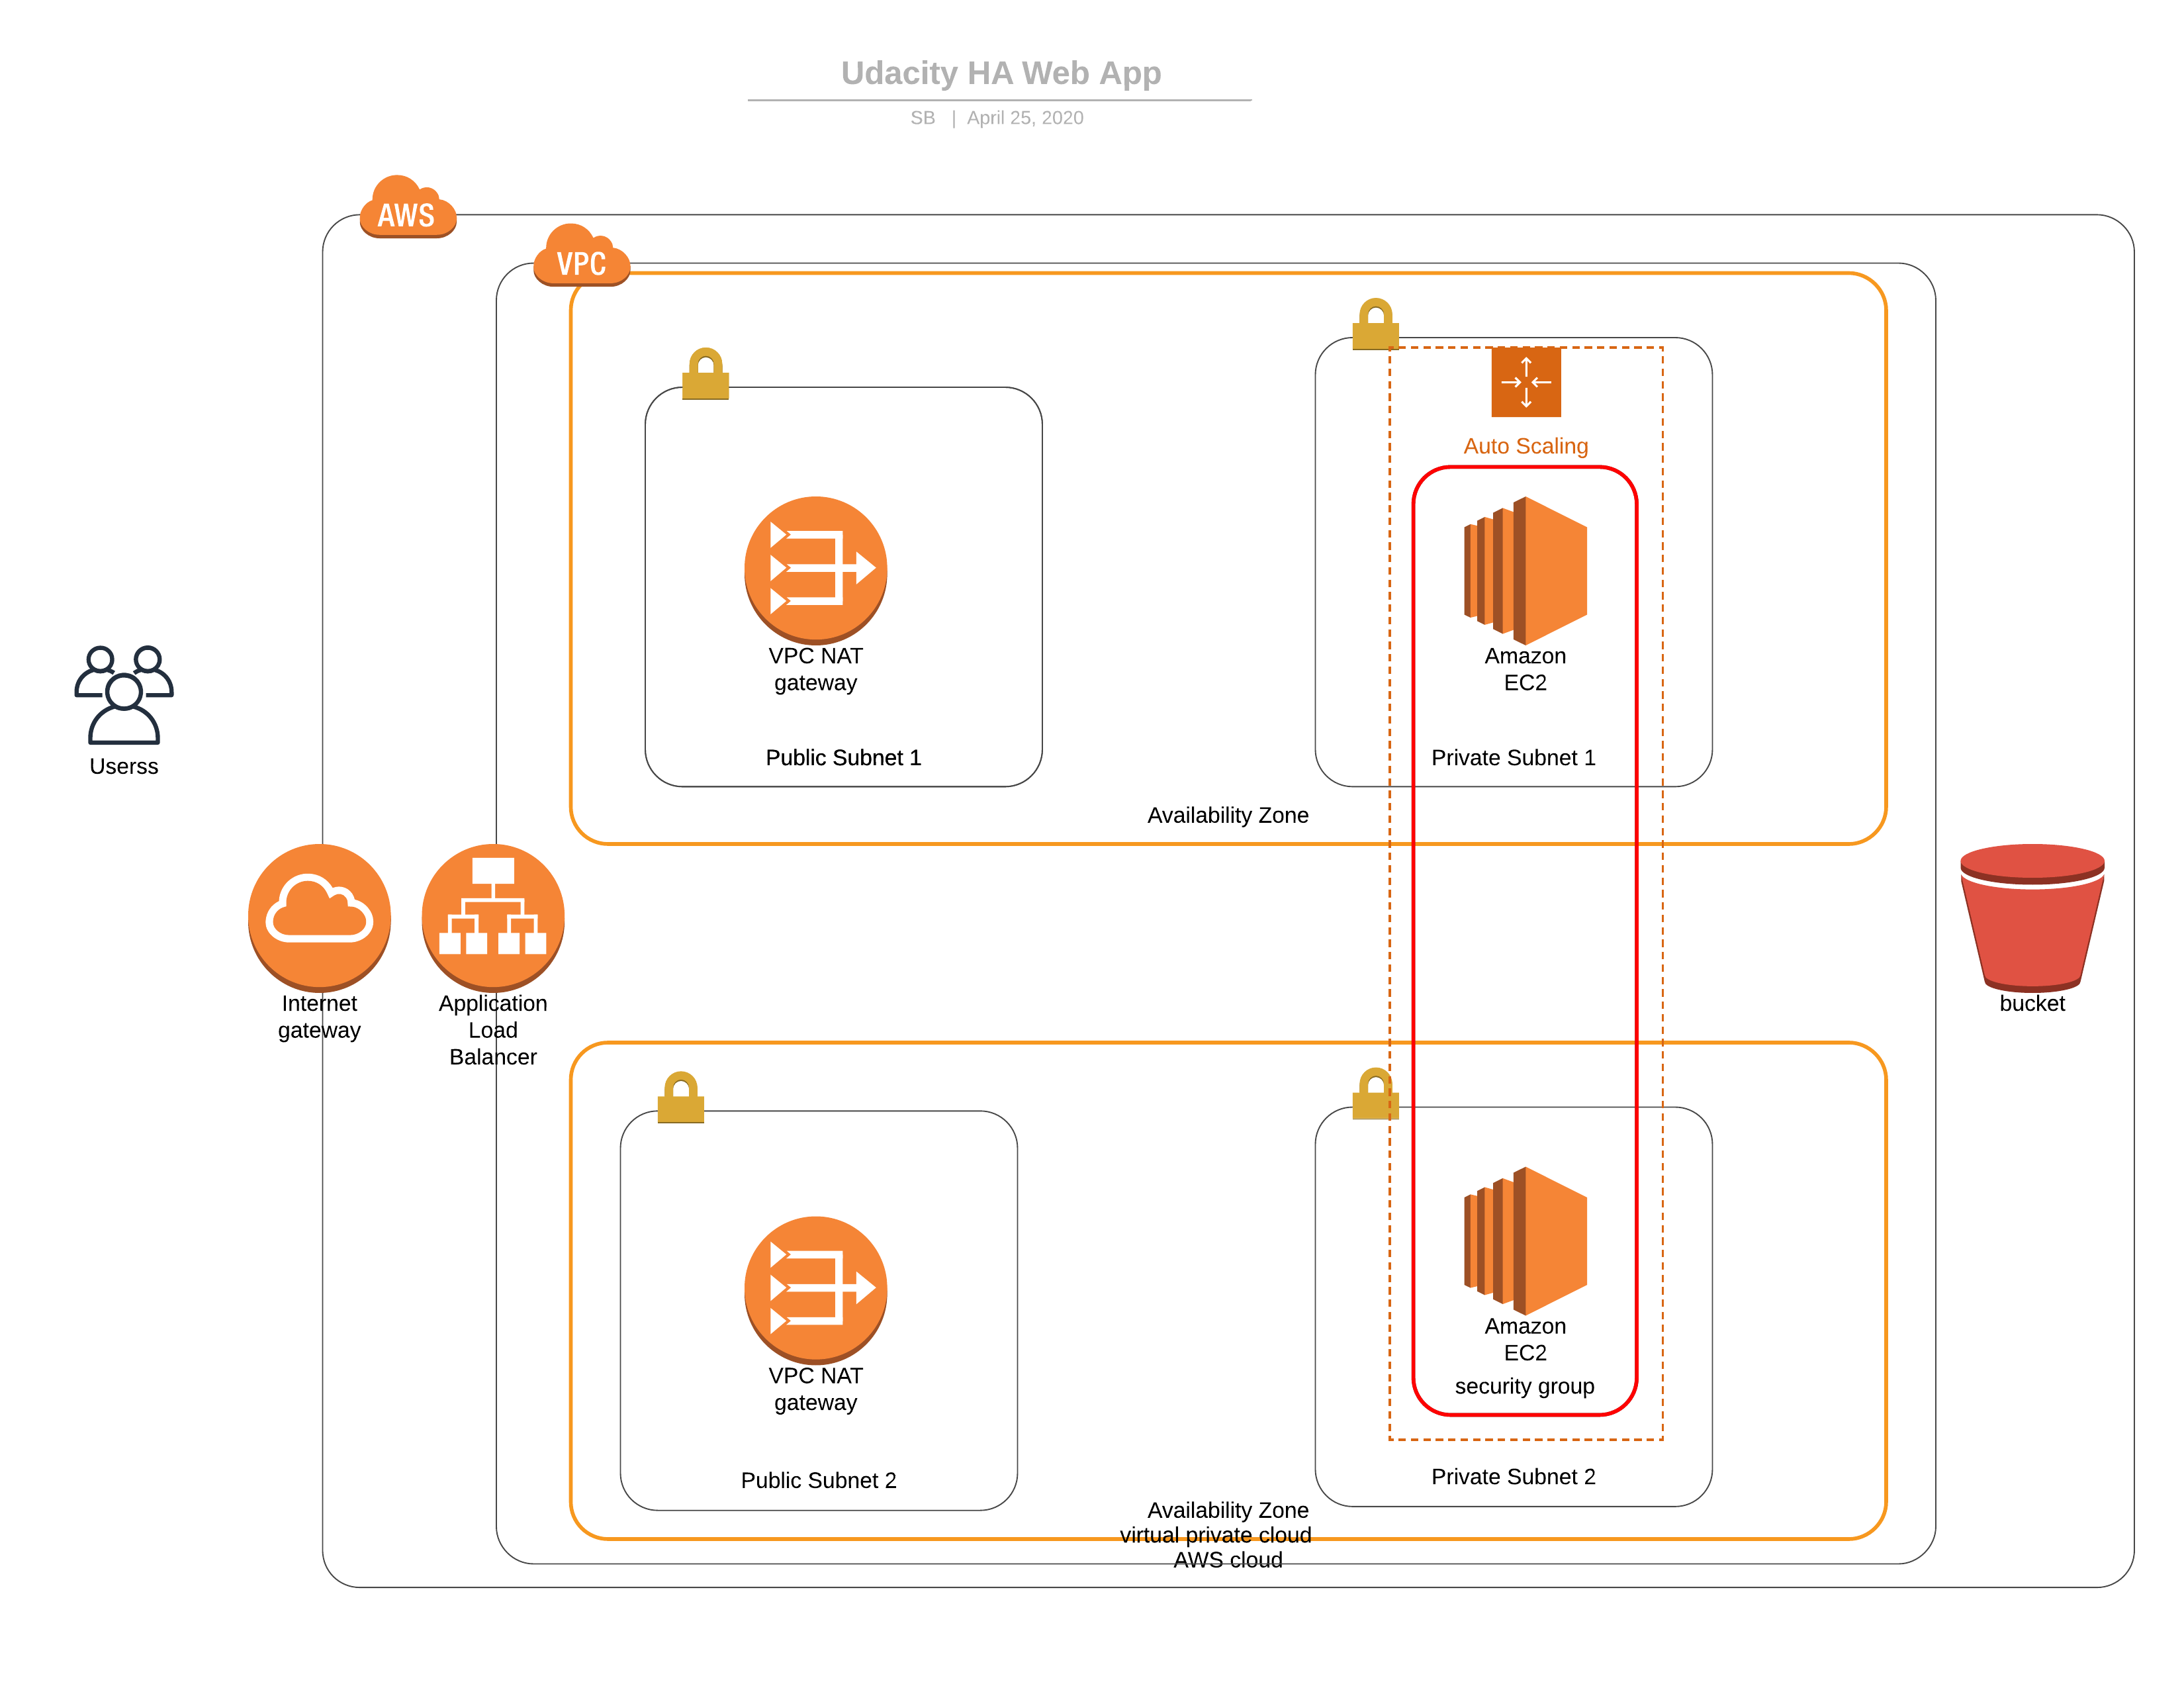 Udacity HA Web App
SB | April 25, 2020
AWS
VPC
Auto Scaling
VPC NAT
gateway
Amazon
EC2
Public Subnet 1
Private Subnet 1
Userss
Availability Zone
Internet
gateway
Application
Load
Balancer
bucket
Amazon
EC2
security group
VPC NAT
gateway
Public Subnet 2
Private Subnet 2
Availability Zone
virtual private cloud
AWS cloud